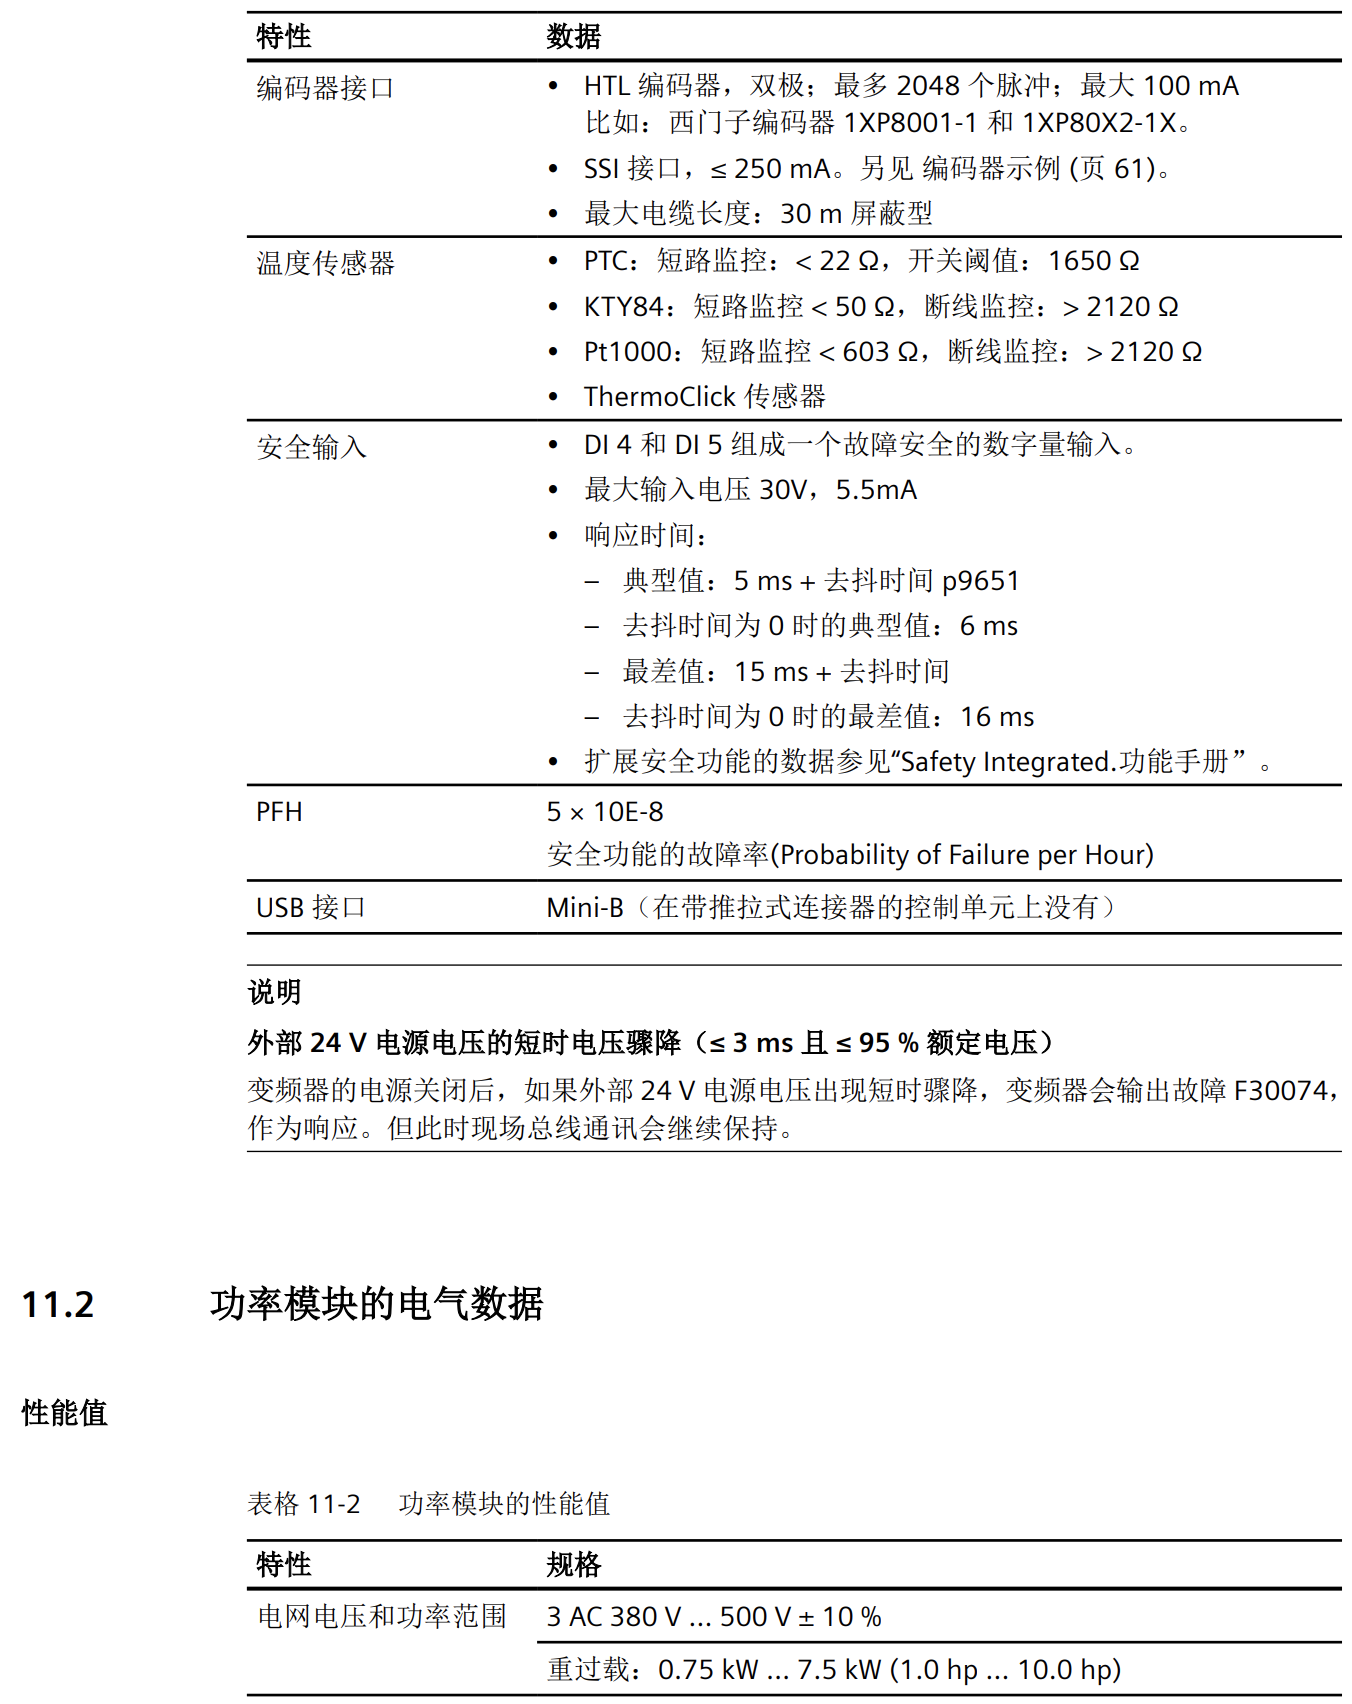 特性 数据
编码器接口 • HTL 编码器，双极；最多 2048 个脉冲；最大 100 mA
比如：西门子编码器 1XP8001-1 和 1XP80X2-1X。
• SSI 接口，≤ 250 mA。另见 编码器示例 (页 61)。
• 最大电缆长度：30 m 屏蔽型
温度传感器 • PTC：短路监控：< 22 Ω，开关阈值：1650 Ω
• KTY84：短路监控 < 50 Ω，断线监控：> 2120 Ω
• Pt1000：短路监控 < 603 Ω，断线监控：> 2120 Ω
• ThermoClick 传感器
安全输入 • DI 4 和 DI 5 组成一个故障安全的数字量输入。
• 最大输入电压 30V，5.5mA
• 响应时间：
– 典型值：5 ms + 去抖时间 p9651
– 去抖时间为 0 时的典型值：6 ms
– 最差值：15 ms + 去抖时间
– 去抖时间为 0 时的最差值：16 ms
• 扩展安全功能的数据参见“Safety Integrated.功能手册”。
PFH 5 × 10E-8
安全功能的故障率(Probability of Failure per Hour)
USB 接口 Mini-B（在带推拉式连接器的控制单元上没有）
说明
外部 24 V 电源电压的短时电压骤降（≤ 3 ms 且 ≤ 95 % 额定电压）
变频器的电源关闭后，如果外部 24 V 电源电压出现短时骤降，变频器会输出故障 F30074，
作为响应。但此时现场总线通讯会继续保持。
11.2 功率模块的电气数据
性能值
表格 11-2 功率模块的性能值
特性 规格
电网电压和功率范围 3 AC 380 V … 500 V ± 10 %
重过载：0.75 kW … 7.5 kW (1.0 hp … 10.0 hp)